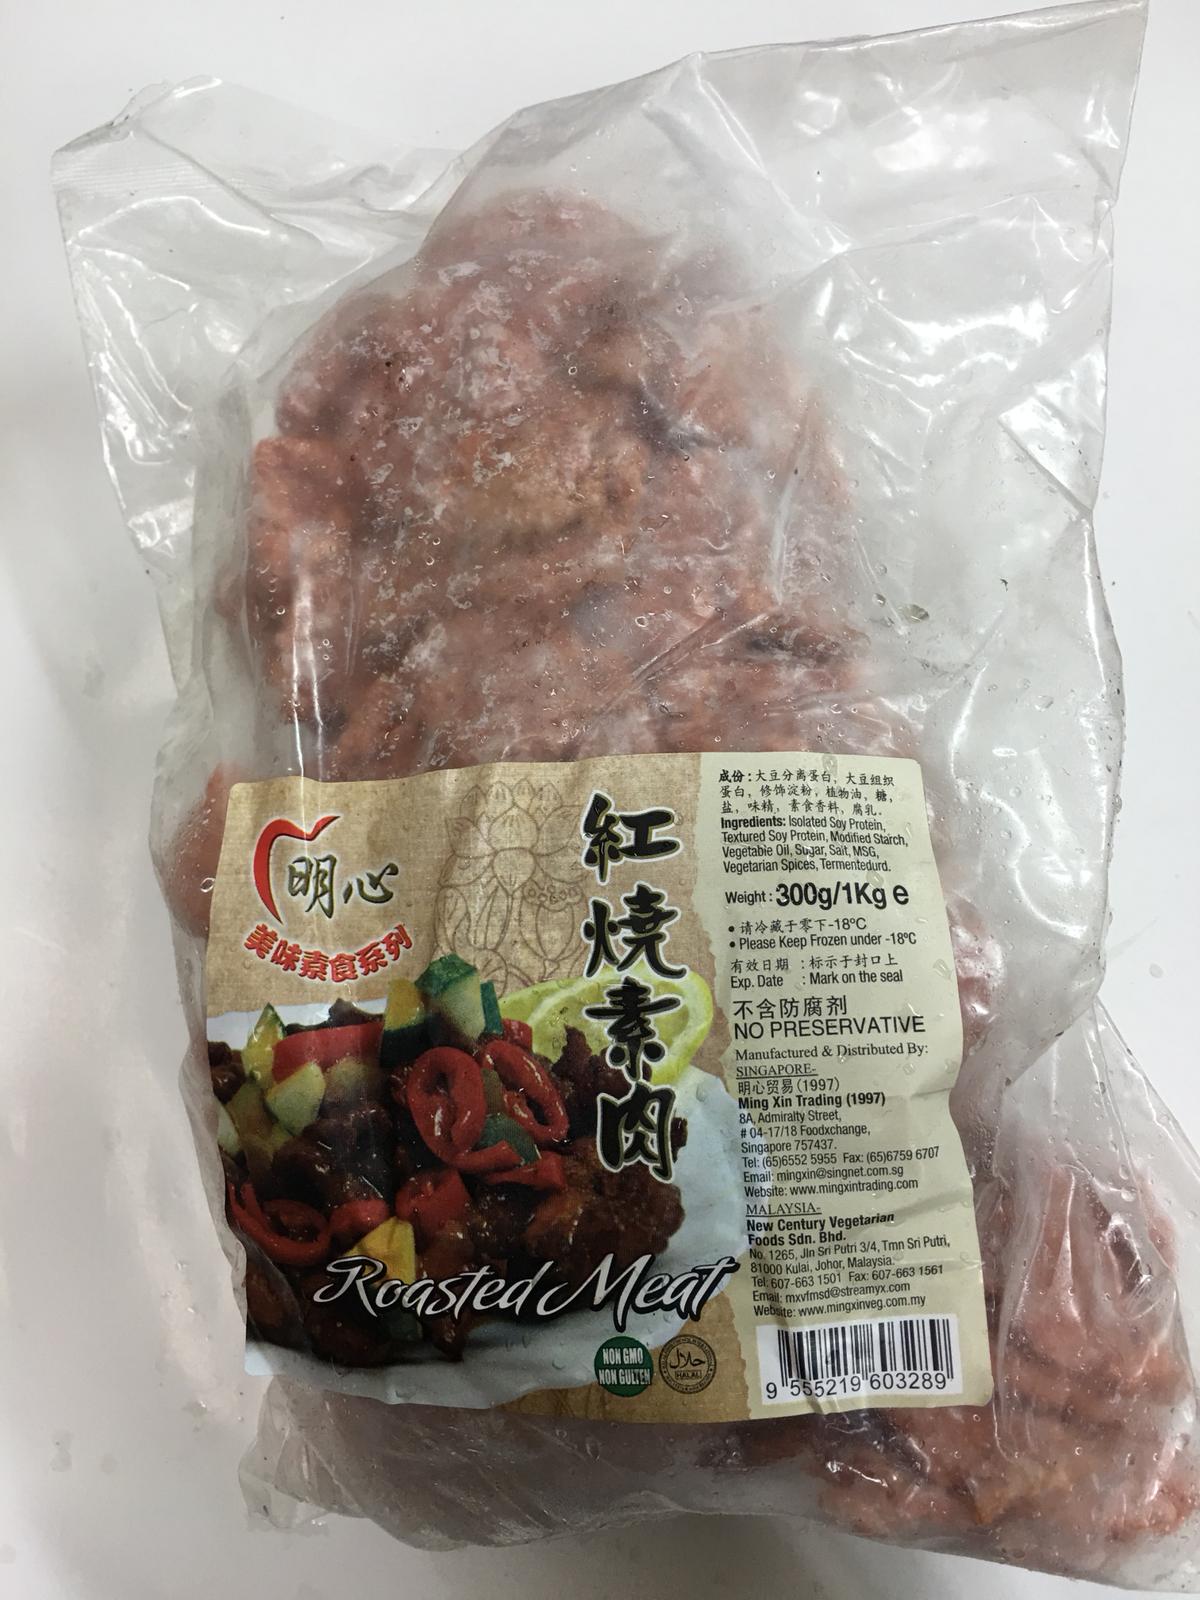 明心
美味素食系列
紅燒素肉
Roasted Meat
NON GMO
NON GULTEN
حلال
HALAL
成份：大豆分离蛋白，大豆组织
蛋白，修饰淀粉，植物油，糖，
盐，味精，素食香料，腐乳。
Ingredients: Isolated Soy Protein,
Textured Soy Protein, Modified Starch,
Vegetable Oil, Sugar, Salt, MSG,
Vegetarian Spices, Termentedurd.
Weight : 300g/1Kg e
• 请冷藏于零下-18ºC
• Please Keep Frozen under -18ºC
有效日期 : 标示于封口上
Exp. Date : Mark on the seal
不含防腐剂
NO PRESERVATIVE
Manufactured & Distributed By:
SINGAPORE-
明心贸易(1997)
Ming Xin Trading (1997)
8A, Admiralty Street,
# 04-17/18 Foodxchange,
Singapore 757437.
Tel: (65)6552 5955 Fax: (65)6759 6707
Email: mingxin@singnet.com.sg
Website: www.mingxintrading.com
MALAYSIA-
New Century Vegetarian
Foods Sdn. Bhd.
No. 1265, Jln Sri Putri 3/4, Tmn Sri Putri,
81000 Kulai, Johor, Malaysia.
Tel: 607-663 1501 Fax: 607-663 1561
Email: mxvfmsd@streamyx.com
Website: www.mingxinveg.com.my
9 555219 603289